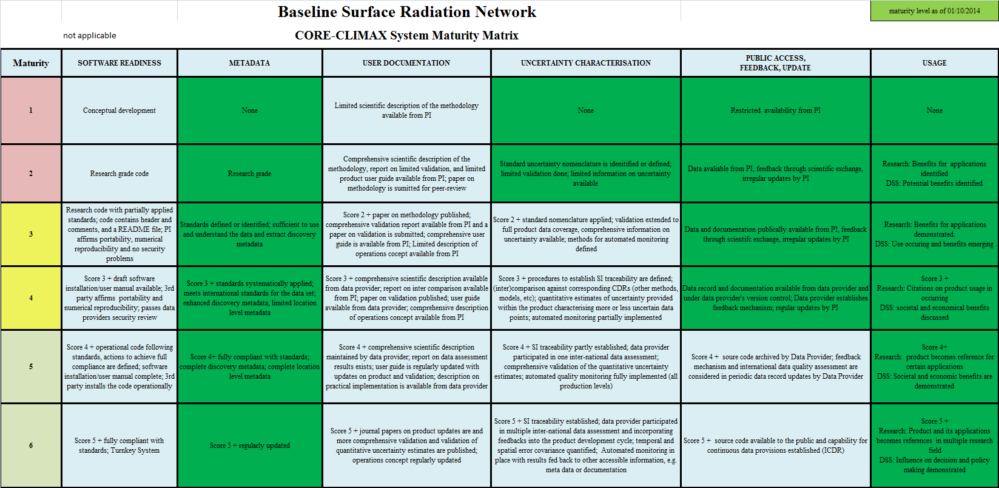 Baseline Surface Radiation Network
maturity level as of 01/10/2014
not applicable
CORE-CLIMAX System Maturity Matrix
Maturity
SOFTWARE READINESS
METADATA
USER DOCUMENTATION
UNCERTAINTY CHARACTERISATION
PUBLIC ACCESS,
FEEDBACK, UPDATE
USAGE
1
Conceptual development
None
Limited scientific description of the methodology
available from PI
None
Restricted availability from PI
None
2
Research grade code
Research grade
Comprehensive scientific description of the
methodology, report on limited validation, and limited
product user guide available from PI; paper on
methodology is sumitted for peer-review
Standard uncertainty nomenclature is idenitified or defined;
limited validation done; limited information on uncertainty
available
Data avaliable from PI, feedback through scientific exchange,
irregular updates by PI
Research: Benefits for applications
identified
DSS: Potential benefits identified
3
Research code with partially applied
standards; code contains header and
comments, and a README file; PI
affirms portability, numerical
reproducibility and no security
problems
Standards defined or identified; sufficient to use
and understand the data and extract discovery
metadata
Score 2 + paper on methodology published;
comprehensive validation report available from PI and a
paper on validation is submitted; comprehensive user
guide is available from PI; Limited description of
operations cocept available from PI
Score 2 + standard nomenclature applied; validation extended to
full product data coverage, comprehensive information on
uncertainty available; methods for automated monitoring
defined
Data and documentation publically available from PI, feedback
through scientifc exchange, irregular updates by PI
Research: Benefits for applications
demonstrated.
DSS: Use occuring and benefits emerging
4
Score 3 + draft software
installation/user manual available; 3rd
party affirms portability and
numerical reproducibility; passes data
providers security review
Score 3 + standards systematically applied;
meets international standards for the data set;
enhanced discovery metadata; limited location
level metadata
Score 3 + comprehensive scientific description available
from data provider; report on inter comparison available
from PI; paper on validation published; user guide
available from data provider; comprehensive description
of operations concept available from PI
Score 3 + procedures to establish SI traceability are defined;
(inter)comparison against corresponding CDRs (other methods,
models, etc); quantitative estimates of uncertainty provided
within the product characterising more or less uncertain data
points; automated monitoring partially implemented
Data record and documentation available from data provider and
under data provider's version control; Data provider establishes
feedback mechanism; regular updates by PI
Score 3 +
Research: Citations on product usage in
occurring
DSS: societal and economical benefits
discussed
5
Score 4 + operational code following
standards, actions to achieve full
compliance are defined; software
installation/user manual complete; 3rd
party installs the code operationally
Score 4+ fully compliant with standards;
complete discovery metadata; complete location
level metadata
Score 4 + comprehensive scientific description
maintained by data provider; report on data assessment
results exists; user guide is regularly updated with
updates on product and validation; description on
practical implementation is available from data provider
Score 4 + SI traceability partly established; data provider
participated in one inter-national data assessment;
comprehensive validation of the quantitative uncertainty
estimates; automated quality monitoring fully implemented (all
production levels)
Score 4 + soure code archived by Data Provider; feedback
mechanism and international data quality assessment are
considered in periodic data record updates by Data Provider
Score 4+
Research: product becomes reference for
certain applications
DSS: Societal and economic benefits are
demonstrated
6
Score 5 + fully compliant with
standards; Turnkey System
Score 5 + regularly updated
Score 5 + journal papers on product updates are and
more comprehensive validation and validation of
quantitative uncertainty estimates are published;
operations concept regularly updated
Score 5 + SI traceability established; data provider participated
in multiple inter-national data assessment and incorporating
feedbacks into the product development cycle; temporal and
spatial error covariance quantified; Automated monitoring in
place with results fed back to other accessible information, e.g.
meta data or documentation
Score 5 + source code available to the public and capability for
continuous data provisions established (ICDR)
Score 5 +
Research: Product and its applications
becomes references in multiple research
field
DSS: Influence on decision and policy
making demonstrated